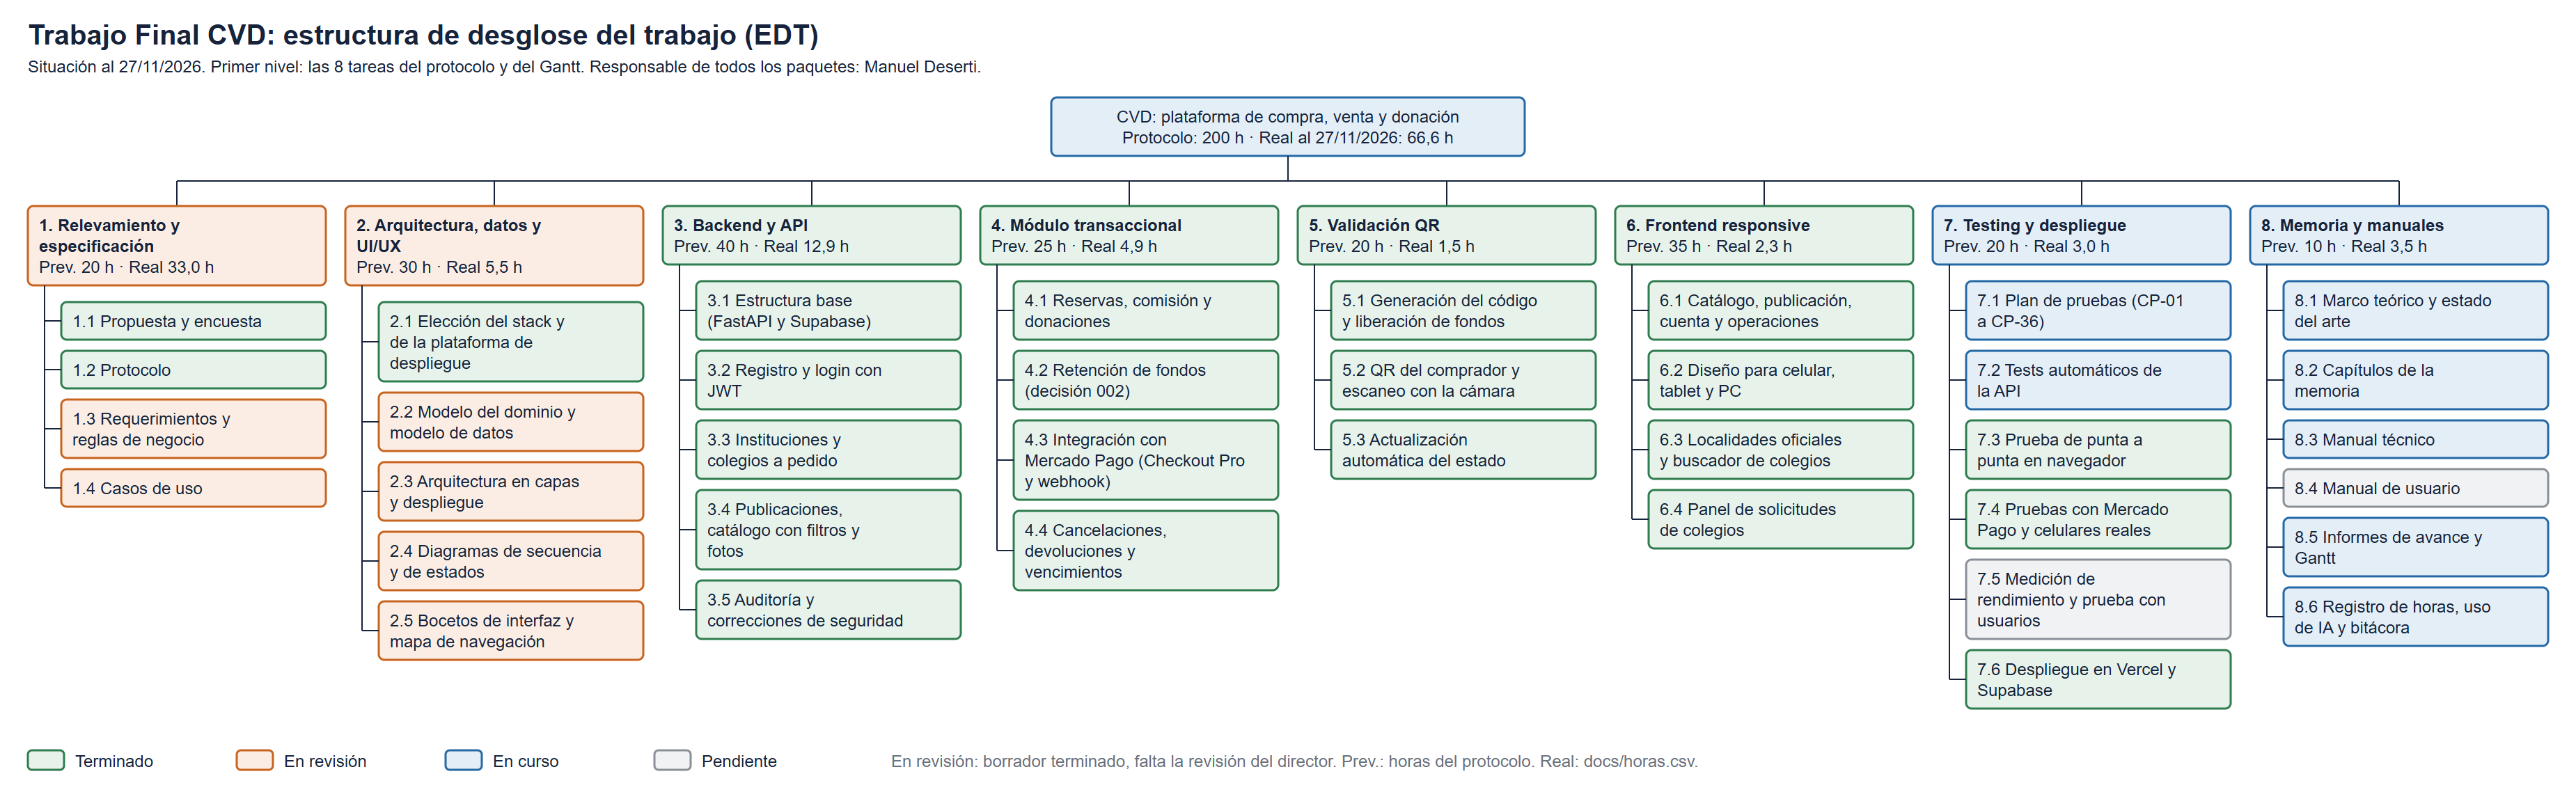 Trabajo Final CVD: estructura de desglose del trabajo (EDT)
Situación al 27/11/2026. Primer nivel: las 8 tareas del protocolo y del Gantt. Responsable de todos los paquetes: Manuel Deserti.
CVD: plataforma de compra, venta y donación
Protocolo: 200 h · Real al 27/11/2026: 66,6 h
1. Relevamiento y
especificación
Prev. 20 h · Real 33,0 h
1.1 Propuesta y encuesta
1.2 Protocolo
1.3 Requerimientos y
reglas de negocio
1.4 Casos de uso
2. Arquitectura, datos y
UI/UX
Prev. 30 h · Real 5,5 h
2.1 Elección del stack y
de la plataforma de
despliegue
2.2 Modelo del dominio y
modelo de datos
2.3 Arquitectura en capas
y despliegue
2.4 Diagramas de secuencia
y de estados
2.5 Bocetos de interfaz y
mapa de navegación
3. Backend y API
Prev. 40 h · Real 12,9 h
3.1 Estructura base
(FastAPI y Supabase)
3.2 Registro y login con
JWT
3.3 Instituciones y
colegios a pedido
3.4 Publicaciones,
catálogo con filtros y
fotos
3.5 Auditoría y
correcciones de seguridad
4. Módulo transaccional
Prev. 25 h · Real 4,9 h
4.1 Reservas, comisión y
donaciones
4.2 Retención de fondos
(decisión 002)
4.3 Integración con
Mercado Pago (Checkout Pro
y webhook)
4.4 Cancelaciones,
devoluciones y
vencimientos
5. Validación QR
Prev. 20 h · Real 1,5 h
5.1 Generación del código
y liberación de fondos
5.2 QR del comprador y
escaneo con la cámara
5.3 Actualización
automática del estado
6. Frontend responsive
Prev. 35 h · Real 2,3 h
6.1 Catálogo, publicación,
cuenta y operaciones
6.2 Diseño para celular,
tablet y PC
6.3 Localidades oficiales
y buscador de colegios
6.4 Panel de solicitudes
de colegios
7. Testing y despliegue
Prev. 20 h · Real 3,0 h
7.1 Plan de pruebas (CP-01
a CP-36)
7.2 Tests automáticos de
la API
7.3 Prueba de punta a
punta en navegador
7.4 Pruebas con Mercado
Pago y celulares reales
7.5 Medición de
rendimiento y prueba con
usuarios
7.6 Despliegue en Vercel y
Supabase
8. Memoria y manuales
Prev. 10 h · Real 3,5 h
8.1 Marco teórico y estado
del arte
8.2 Capítulos de la
memoria
8.3 Manual técnico
8.4 Manual de usuario
8.5 Informes de avance y
Gantt
8.6 Registro de horas, uso
de IA y bitácora
Terminado
En revisión
En curso
Pendiente
En revisión: borrador terminado, falta la revisión del director. Prev.: horas del protocolo. Real: docs/horas.csv.